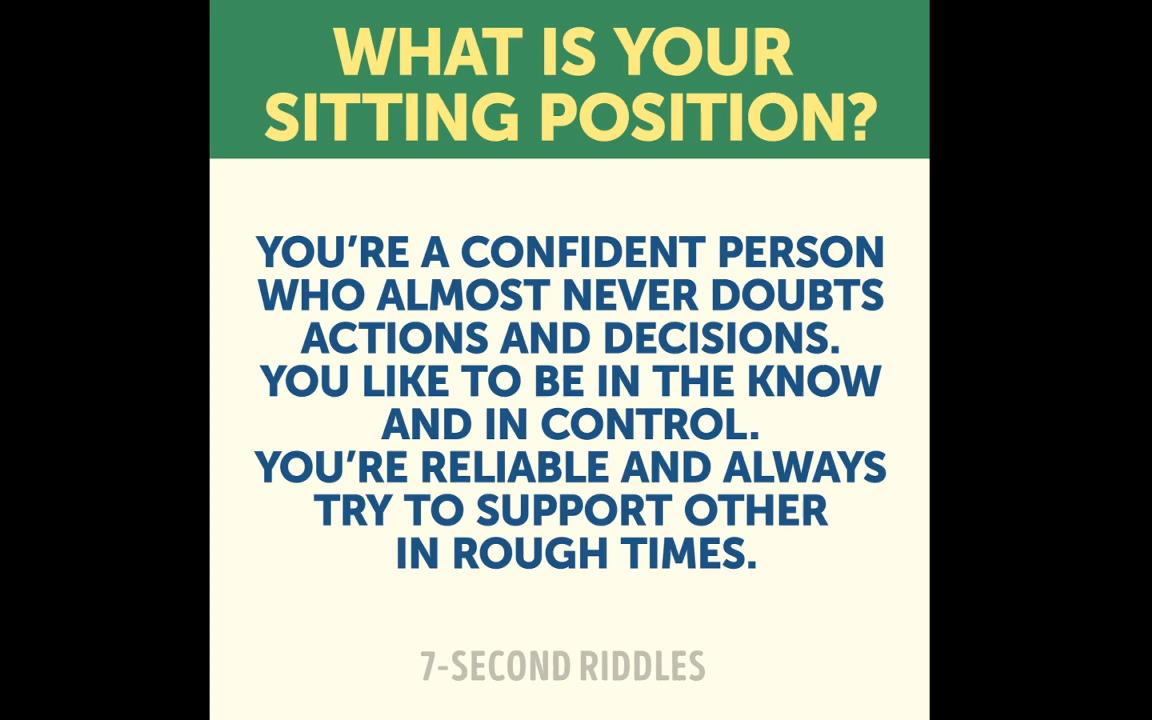 WHAT IS YOUR
SITTING POSITION?
YOU'RE A CONFIDENT PERSON
WHO ALMOST NEVER DOUBTS
ACTIONS AND DECISIONS.
YOU LIKE TO BE IN THE KNOW
AND IN CONTROL.
YOU'RE RELIABLE AND ALWAYS
TRY TO SUPPORT OTHER
IN ROUGH TIMES.
7-SECOND RIDDLES